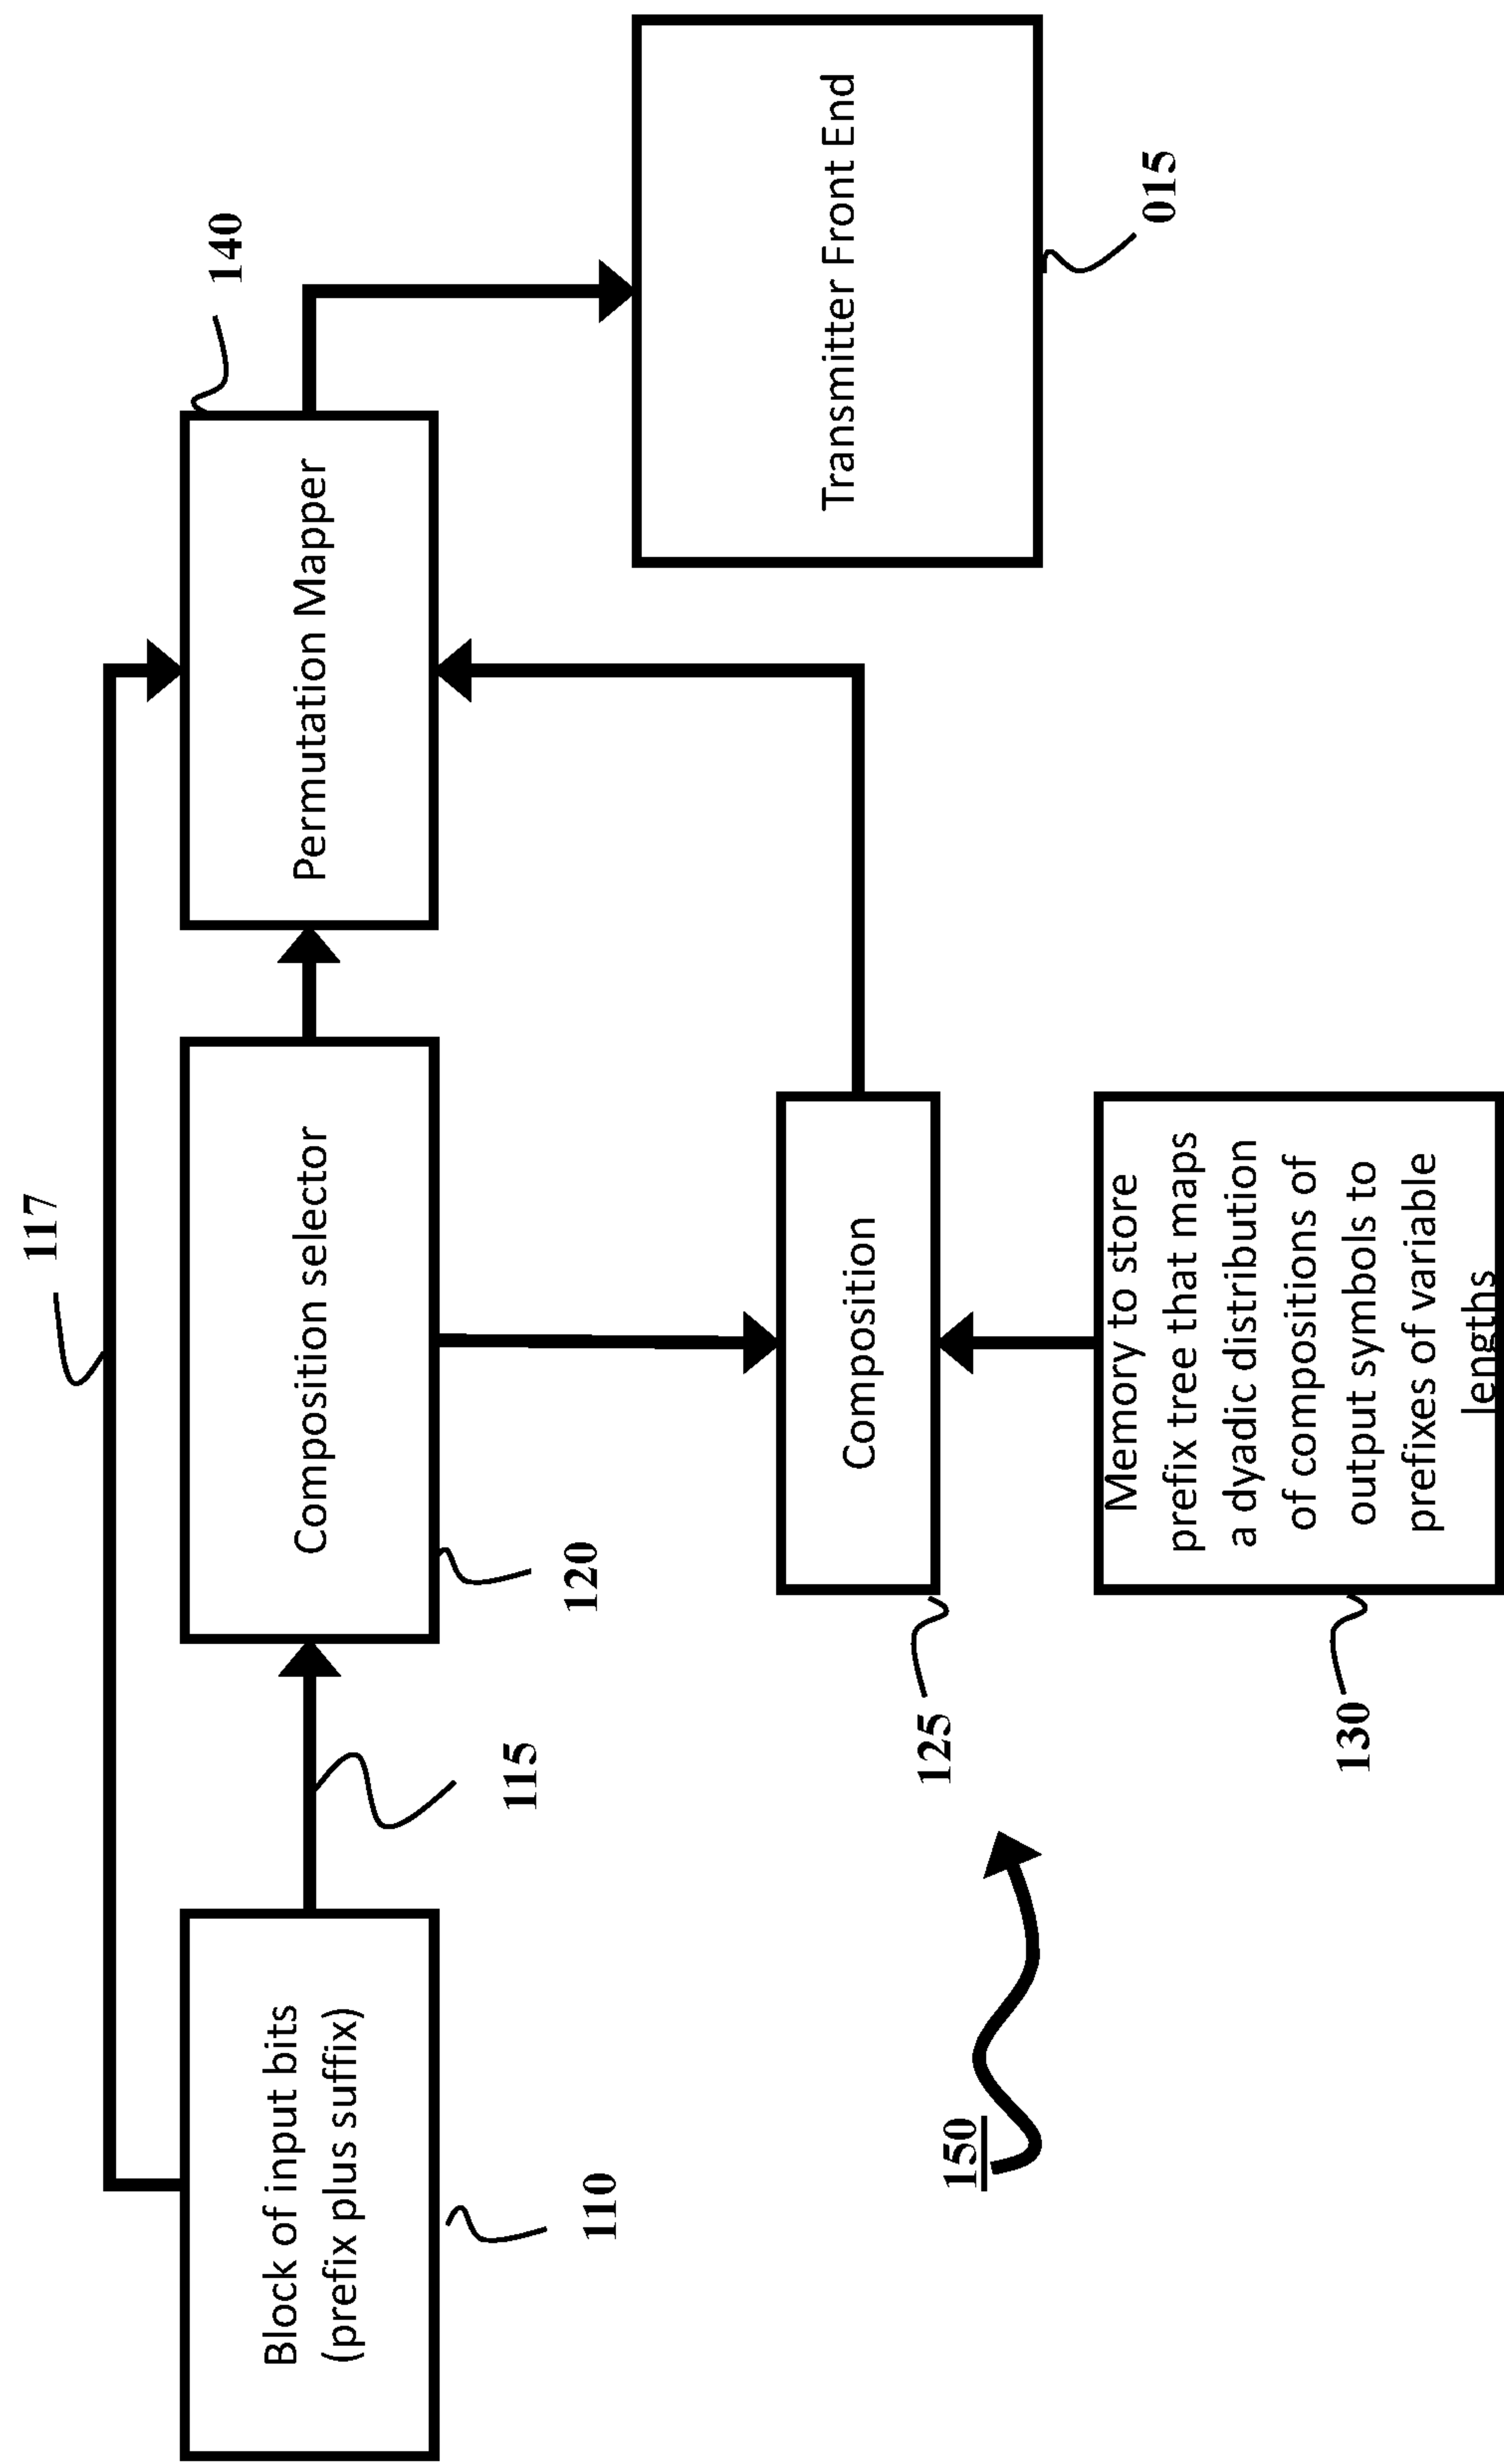 117
140
Block of input bits
(prefix plus suffix)
Composition selector
Permutation Mapper
115
120
110
Transmitter Front End
015
Composition
125
150
Memory to store
prefix tree that maps
a dyadic distribution
of compositions of
output symbols to
prefixes of variable
lengths
130